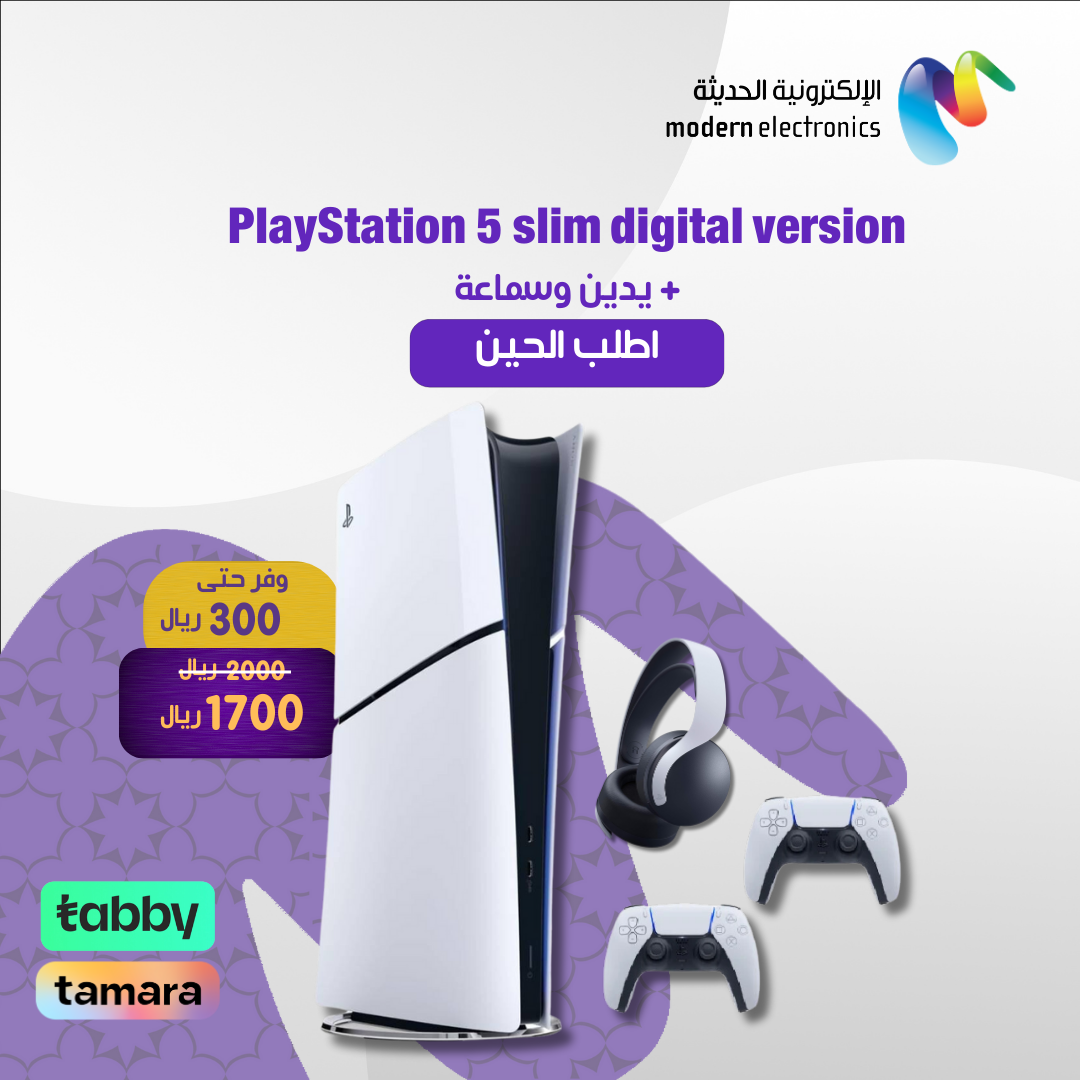 الإلكترونية الحديثة
modern electronics
PlayStation 5 slim digital version
+ يدين وسماعة
اطلب الحين
وفر حتى
300 ريال
2000 ريال
1700 ريال
tabby
tamara